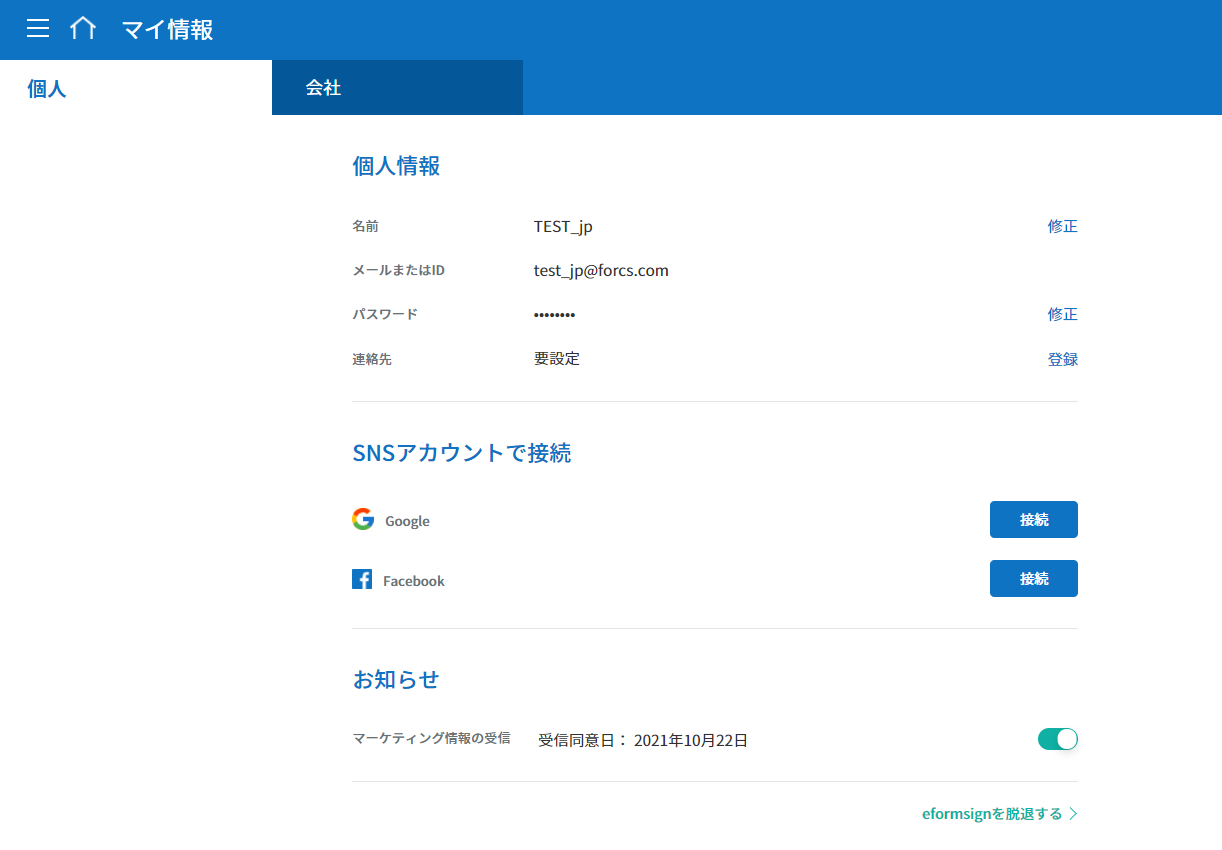 マイ情報
個人
会社
個人情報
名前 TEST_jp 修正
メールまたはID test_jp@forcs.com
パスワード •••••••• 修正
連絡先 要設定 登録
SNSアカウントで接続
Google 接続
Facebook 接続
お知らせ
マーケティング情報の受信 受信同意日： 2021年10月22日
eformsignを脱退する